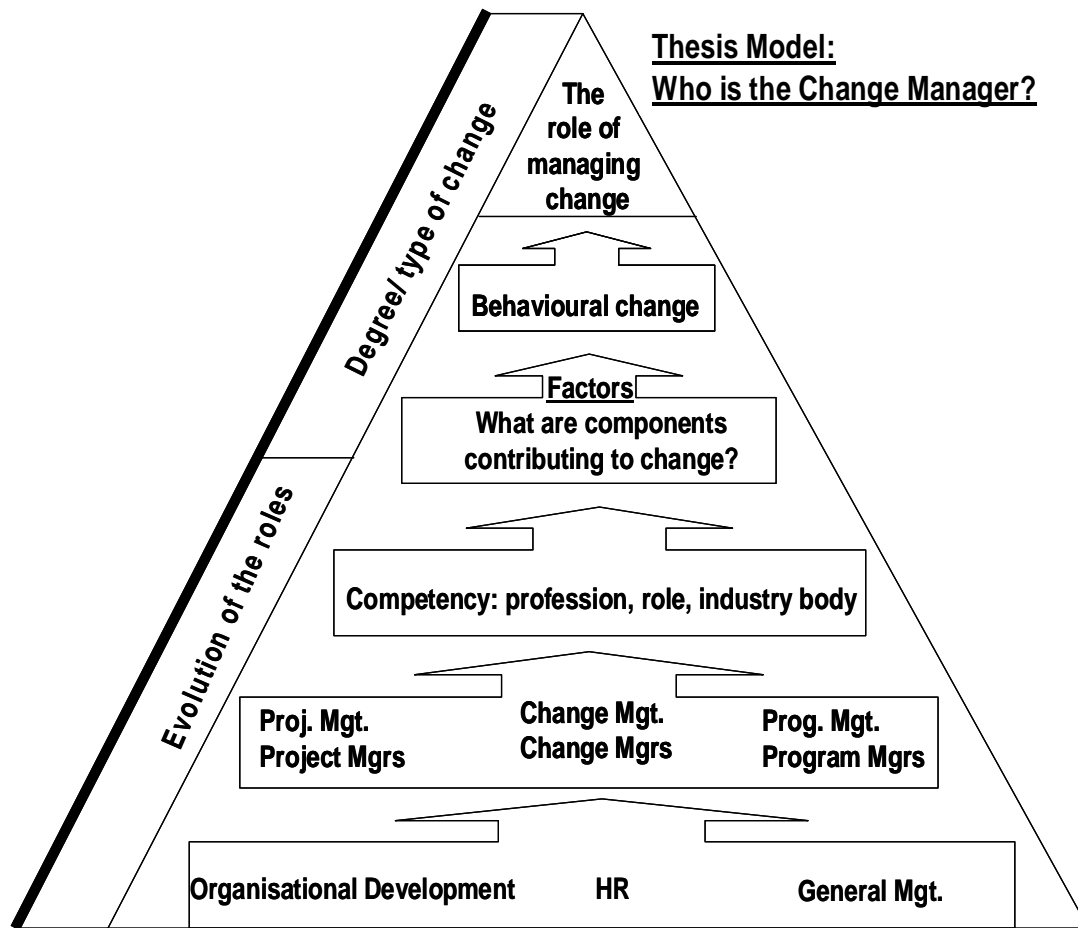 Thesis Model:
Who is the Change Manager?
The
role of
managing
change
Degree/ type of change
Behavioural change
Factors
What are components
contributing to change?
Evolution of the roles
Competency: profession, role, industry body
Proj. Mgt.
Project Mgrs
Change Mgt.
Change Mgrs
Prog. Mgt.
Program Mgrs
Organisational Development
HR
General Mgt.